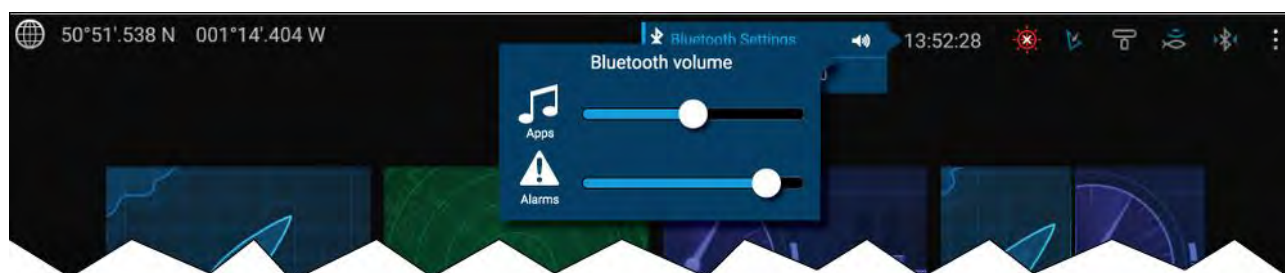 50°51'.538 N 001°14'.404 W
Bluetooth Settings
13:52:28
Bluetooth volume
Apps
Alarms